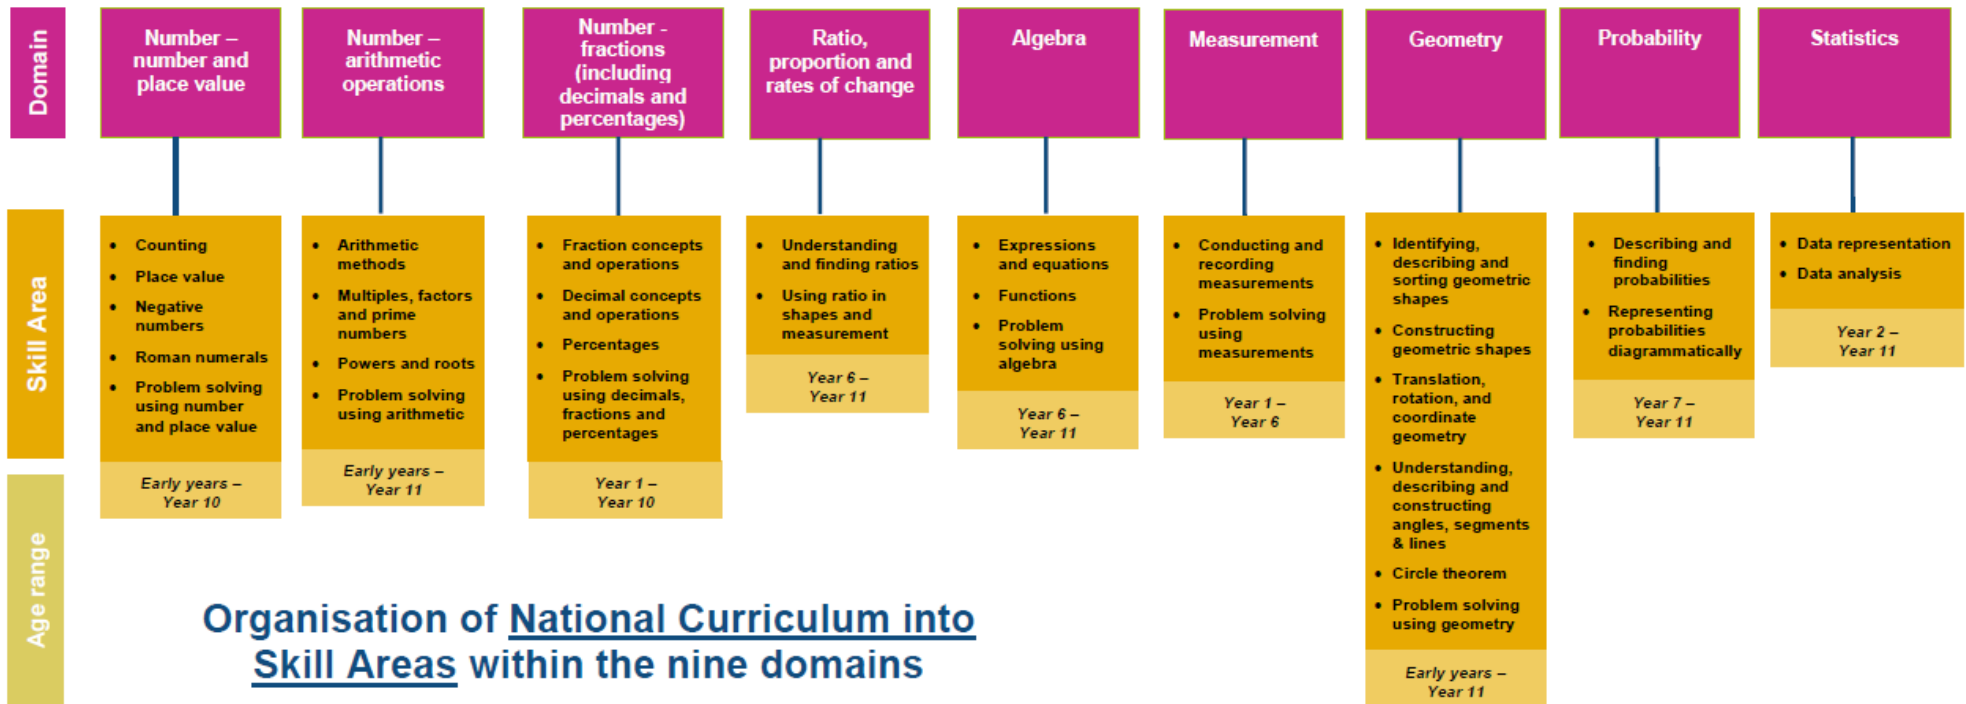 Domain
Number –
number and
place value
Number –
arithmetic
operations
Number -
fractions
(including
decimals and
percentages)
Ratio,
proportion and
rates of change
Algebra
Measurement
Geometry
Probability
Statistics
Skill Area
• Counting
• Place value
• Negative
numbers
• Roman numerals
• Problem solving
using number
and place value
• Arithmetic
methods
• Multiples, factors
and prime
numbers
• Powers and roots
• Problem solving
using arithmetic
• Fraction concepts
and operations
• Decimal concepts
and operations
• Percentages
• Problem solving
using decimals,
fractions and
percentages
• Understanding
and finding ratios
• Using ratio in
shapes and
measurement
• Expressions
and equations
• Functions
• Problem
solving using
algebra
• Conducting and
recording
measurements
• Problem solving
using
measurements
• Identifying,
describing and
sorting geometric
shapes
• Constructing
geometric shapes
• Translation,
rotation, and
coordinate
geometry
• Understanding,
describing and
constructing
angles, segments
& lines
• Circle theorem
• Problem solving
using geometry
• Describing and
finding
probabilities
• Representing
probabilities
diagrammatically
• Data representation
• Data analysis
Age range
Early years –
Year 10
Early years –
Year 11
Year 1 –
Year 10
Year 6 –
Year 11
Year 6 –
Year 11
Year 1 –
Year 6
Early years –
Year 11
Year 7 –
Year 11
Year 2 –
Year 11
Organisation of National Curriculum into
Skill Areas within the nine domains